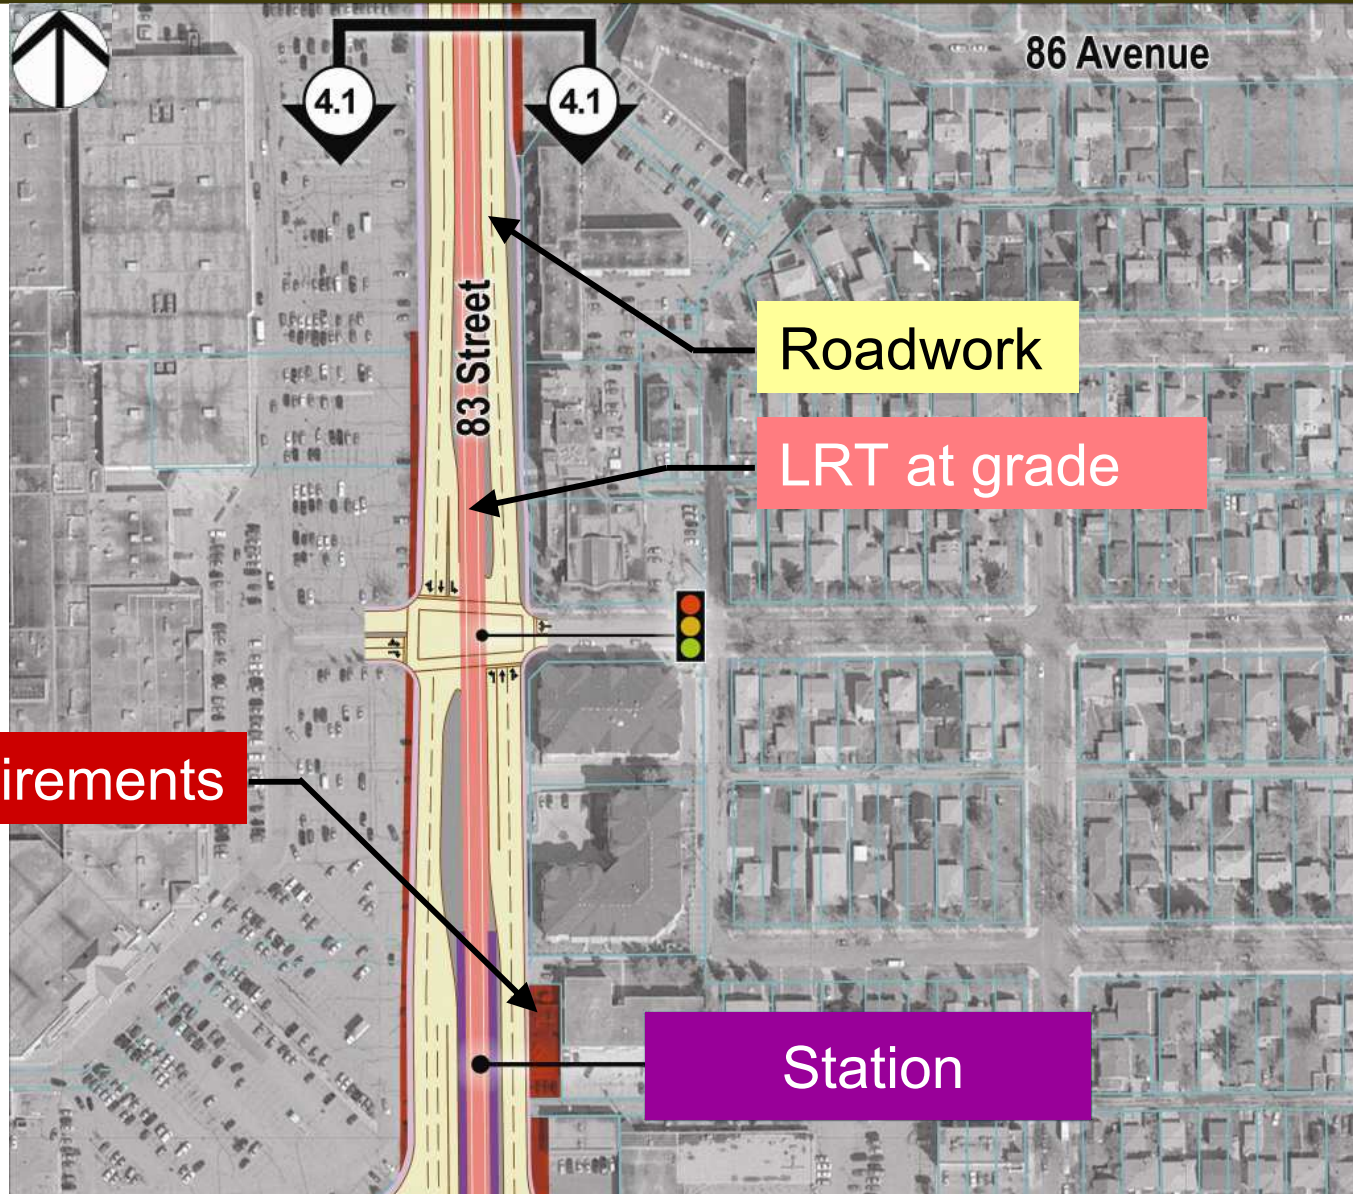 86 Avenue
4.1
4.1
83 Street
Roadwork
LRT at grade
irements
Station